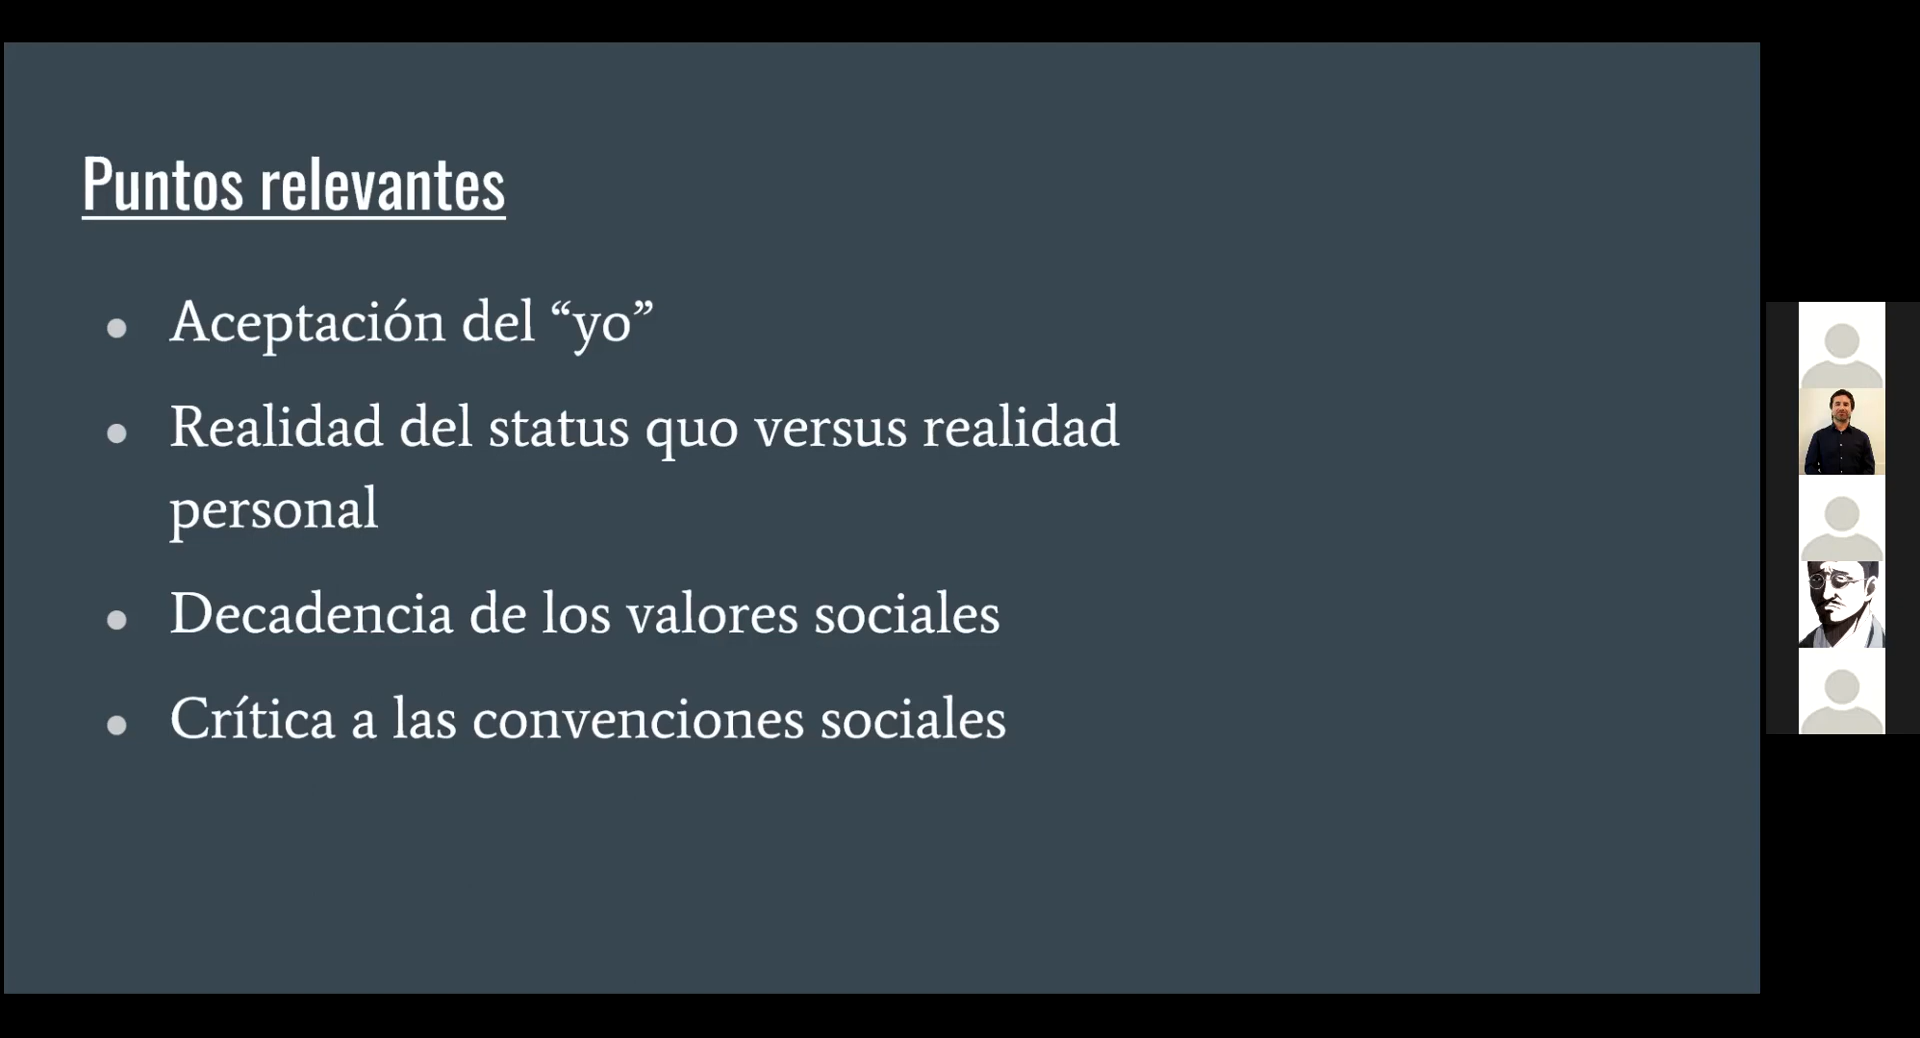 Puntos relevantes
● Aceptación del “yo”
● Realidad del status quo versus realidad
personal
● Decadencia de los valores sociales
● Crítica a las convenciones sociales